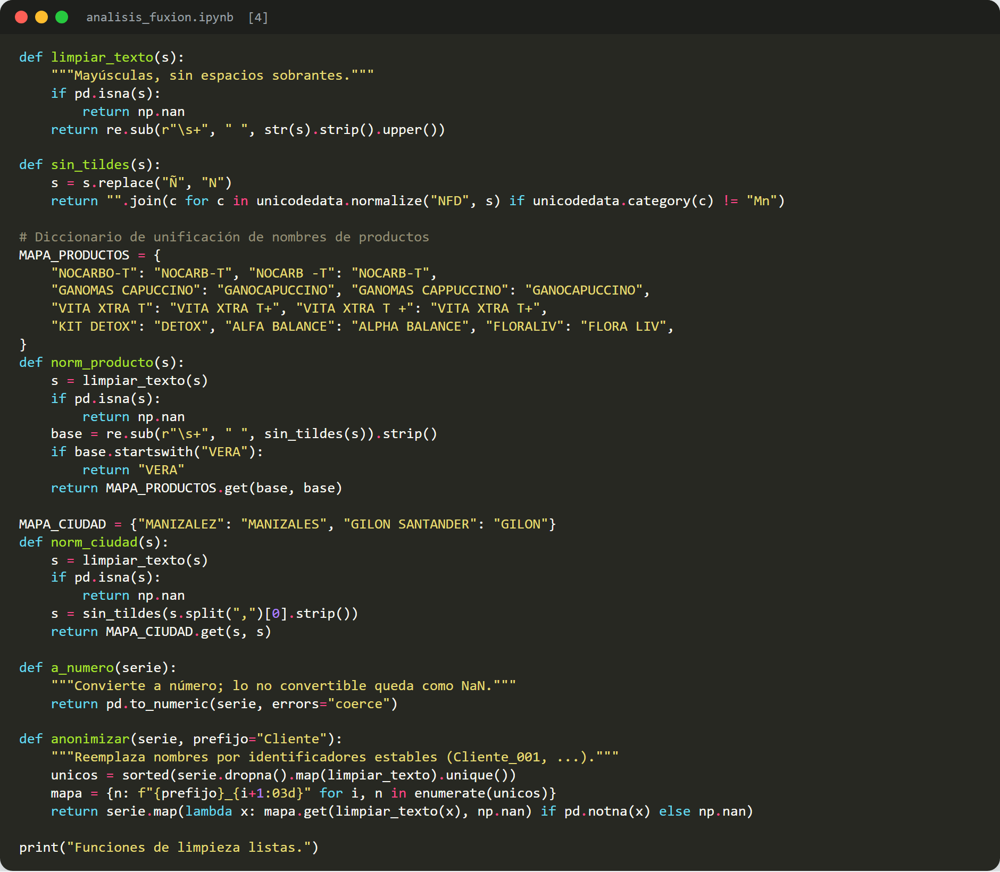 analisis_fuxion.ipynb  [4]
def limpiar_texto(s):
    """Mayúsculas, sin espacios sobrantes."""
    if pd.isna(s):
        return np.nan
    return re.sub(r"\s+", " ", str(s).strip().upper())

def sin_tildes(s):
    s = s.replace("Ñ", "N")
    return "".join(c for c in unicodedata.normalize("NFD", s) if unicodedata.category(c) != "Mn")

# Diccionario de unificación de nombres de productos
MAPA_PRODUCTOS = {
    "NOCARBO-T": "NOCARB-T", "NOCARB -T": "NOCARB-T",
    "GANOMAS CAPUCCINO": "GANOCAPUCCINO", "GANOMAS CAPPUCCINO": "GANOCAPUCCINO",
    "VITA XTRA T": "VITA XTRA T+", "VITA XTRA T +": "VITA XTRA T+",
    "KIT DETOX": "DETOX", "ALFA BALANCE": "ALPHA BALANCE", "FLORALIV": "FLORA LIV",
}
def norm_producto(s):
    s = limpiar_texto(s)
    if pd.isna(s):
        return np.nan
    base = re.sub(r"\s+", " ", sin_tildes(s)).strip()
    if base.startswith("VERA"):
        return "VERA"
    return MAPA_PRODUCTOS.get(base, base)

MAPA_CIUDAD = {"MANIZALEZ": "MANIZALES", "GILON SANTANDER": "GILON"}
def norm_ciudad(s):
    s = limpiar_texto(s)
    if pd.isna(s):
        return np.nan
    s = sin_tildes(s.split(",")[0].strip())
    return MAPA_CIUDAD.get(s, s)

def a_numero(serie):
    """Convierte a número; lo no convertible queda como NaN."""
    return pd.to_numeric(serie, errors="coerce")

def anonimizar(serie, prefijo="Cliente"):
    """Reemplaza nombres por identificadores estables (Cliente_001, ...)."""
    unicos = sorted(serie.dropna().map(limpiar_texto).unique())
    mapa = {n: f"{prefijo}_{i+1:03d}" for i, n in enumerate(unicos)}
    return serie.map(lambda x: mapa.get(limpiar_texto(x), np.nan) if pd.notna(x) else np.nan)

print("Funciones de limpieza listas.")